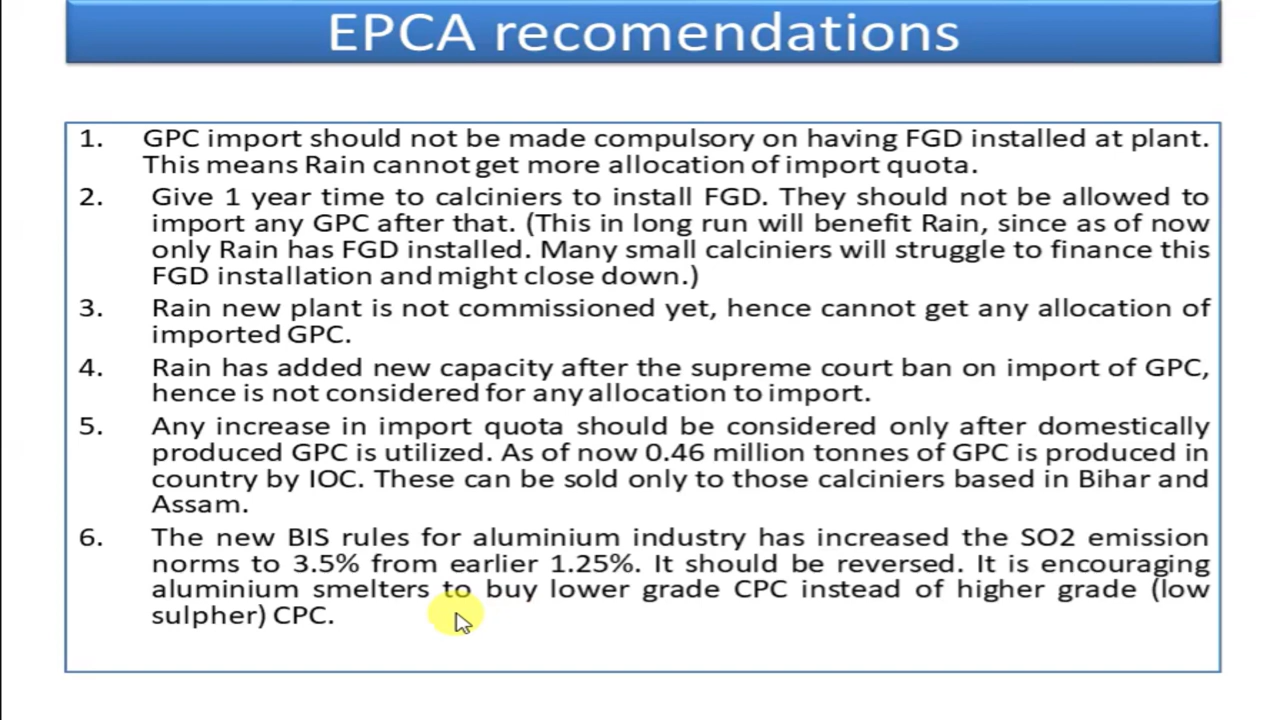 EPCA recomendations
1. GPC import should not be made compulsory on having FGD installed at plant.
This means Rain cannot get more allocation of import quota.
2. Give 1 year time to calciniers to install FGD. They should not be allowed to
import any GPC after that. (This in long run will benefit Rain, since as of now
only Rain has FGD installed. Many small calciniers will struggle to finance this
FGD installation and might close down.)
3. Rain new plant is not commissioned yet, hence cannot get any allocation of
imported GPC.
4. Rain has added new capacity after the supreme court ban on import of GPC,
hence is not considered for any allocation to import.
5. Any increase in import quota should be considered only after domestically
produced GPC is utilized. As of now 0.46 million tonnes of GPC is produced in
country by IOC. These can be sold only to those calciniers based in Bihar and
Assam.
6. The new BIS rules for aluminium industry has increased the SO2 emission
norms to 3.5% from earlier 1.25%. It should be reversed. It is encouraging
aluminium smelters to buy lower grade CPC instead of higher grade (low
sulpher) CPC.